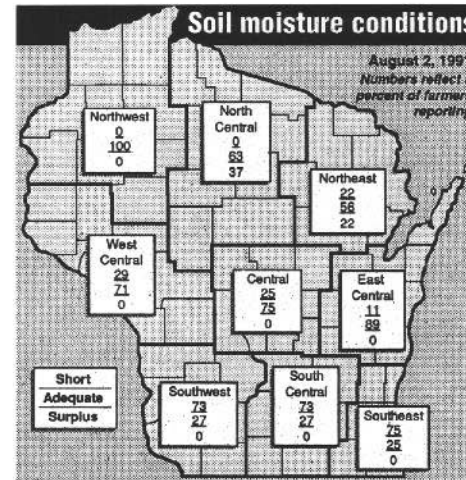 Soil moisture conditions
August 2, 1991
Numbers reflect
percent of farmer
reporting
Northwest
0
100
0
North
Central
0
63
37
Northeast
22
56
22
West
Central
29
71
0
Central
25
75
0
East
Central
11
89
0
Short
Adequate
Surplus
Southwest
73
27
0
South
Central
73
27
0
Southeast
75
25
0